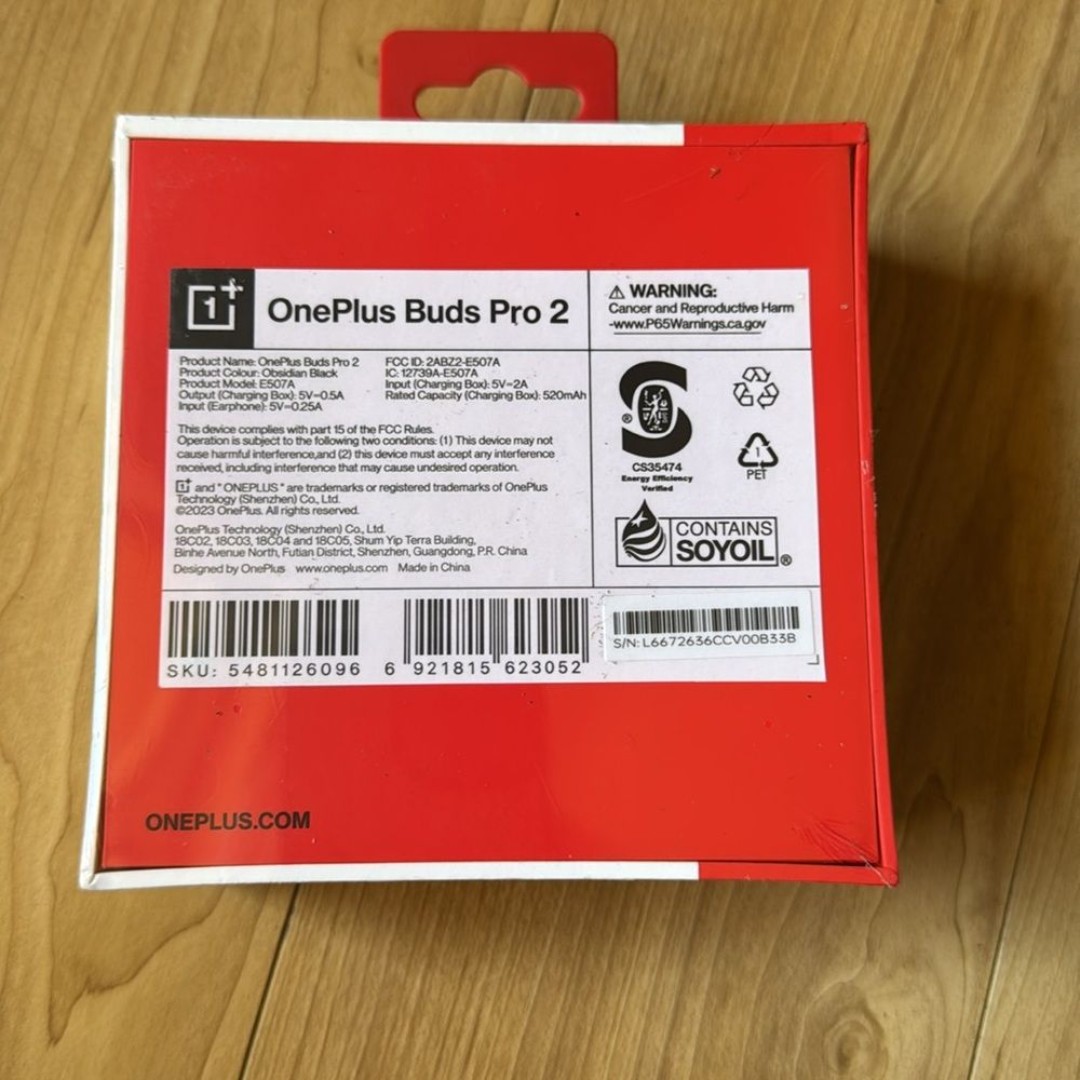 OnePlus Buds Pro 2
⚠ WARNING:
Cancer and Reproductive Harm
-www.P65Warnings.ca.gov
Product Name: OnePlus Buds Pro 2
Product Colour: Obsidian Black
Product Model: E507A
Output (Charging Box): 5V⎓0.5A
Input (Earphone): 5V⎓0.25A
FCC ID: 2ABZ2-E507A
IC: 12739A-E507A
Input (Charging Box): 5V⎓2A
Rated Capacity (Charging Box): 520mAh
This device complies with part 15 of the FCC Rules.
Operation is subject to the following two conditions: (1) This device may not
cause harmful interference,and (2) this device must accept any interference
received, including interference that may cause undesired operation.
and " ONEPLUS " are trademarks or registered trademarks of OnePlus
Technology (Shenzhen) Co., Ltd.
©2023 OnePlus. All rights reserved.
OnePlus Technology (Shenzhen) Co., Ltd.
18C02, 18C03, 18C04 and 18C05, Shum Yip Terra Building,
Binhe Avenue North, Futian District, Shenzhen, Guangdong, P.R. China
Designed by OnePlus www.oneplus.com Made in China
®
CS35474
Energy Efficiency
Verified
1
PET
CONTAINS
SOYOIL®
SKU: 5481126096
6 921815 623052
S/N: L6672636CCV00B33B
ONEPLUS.COM